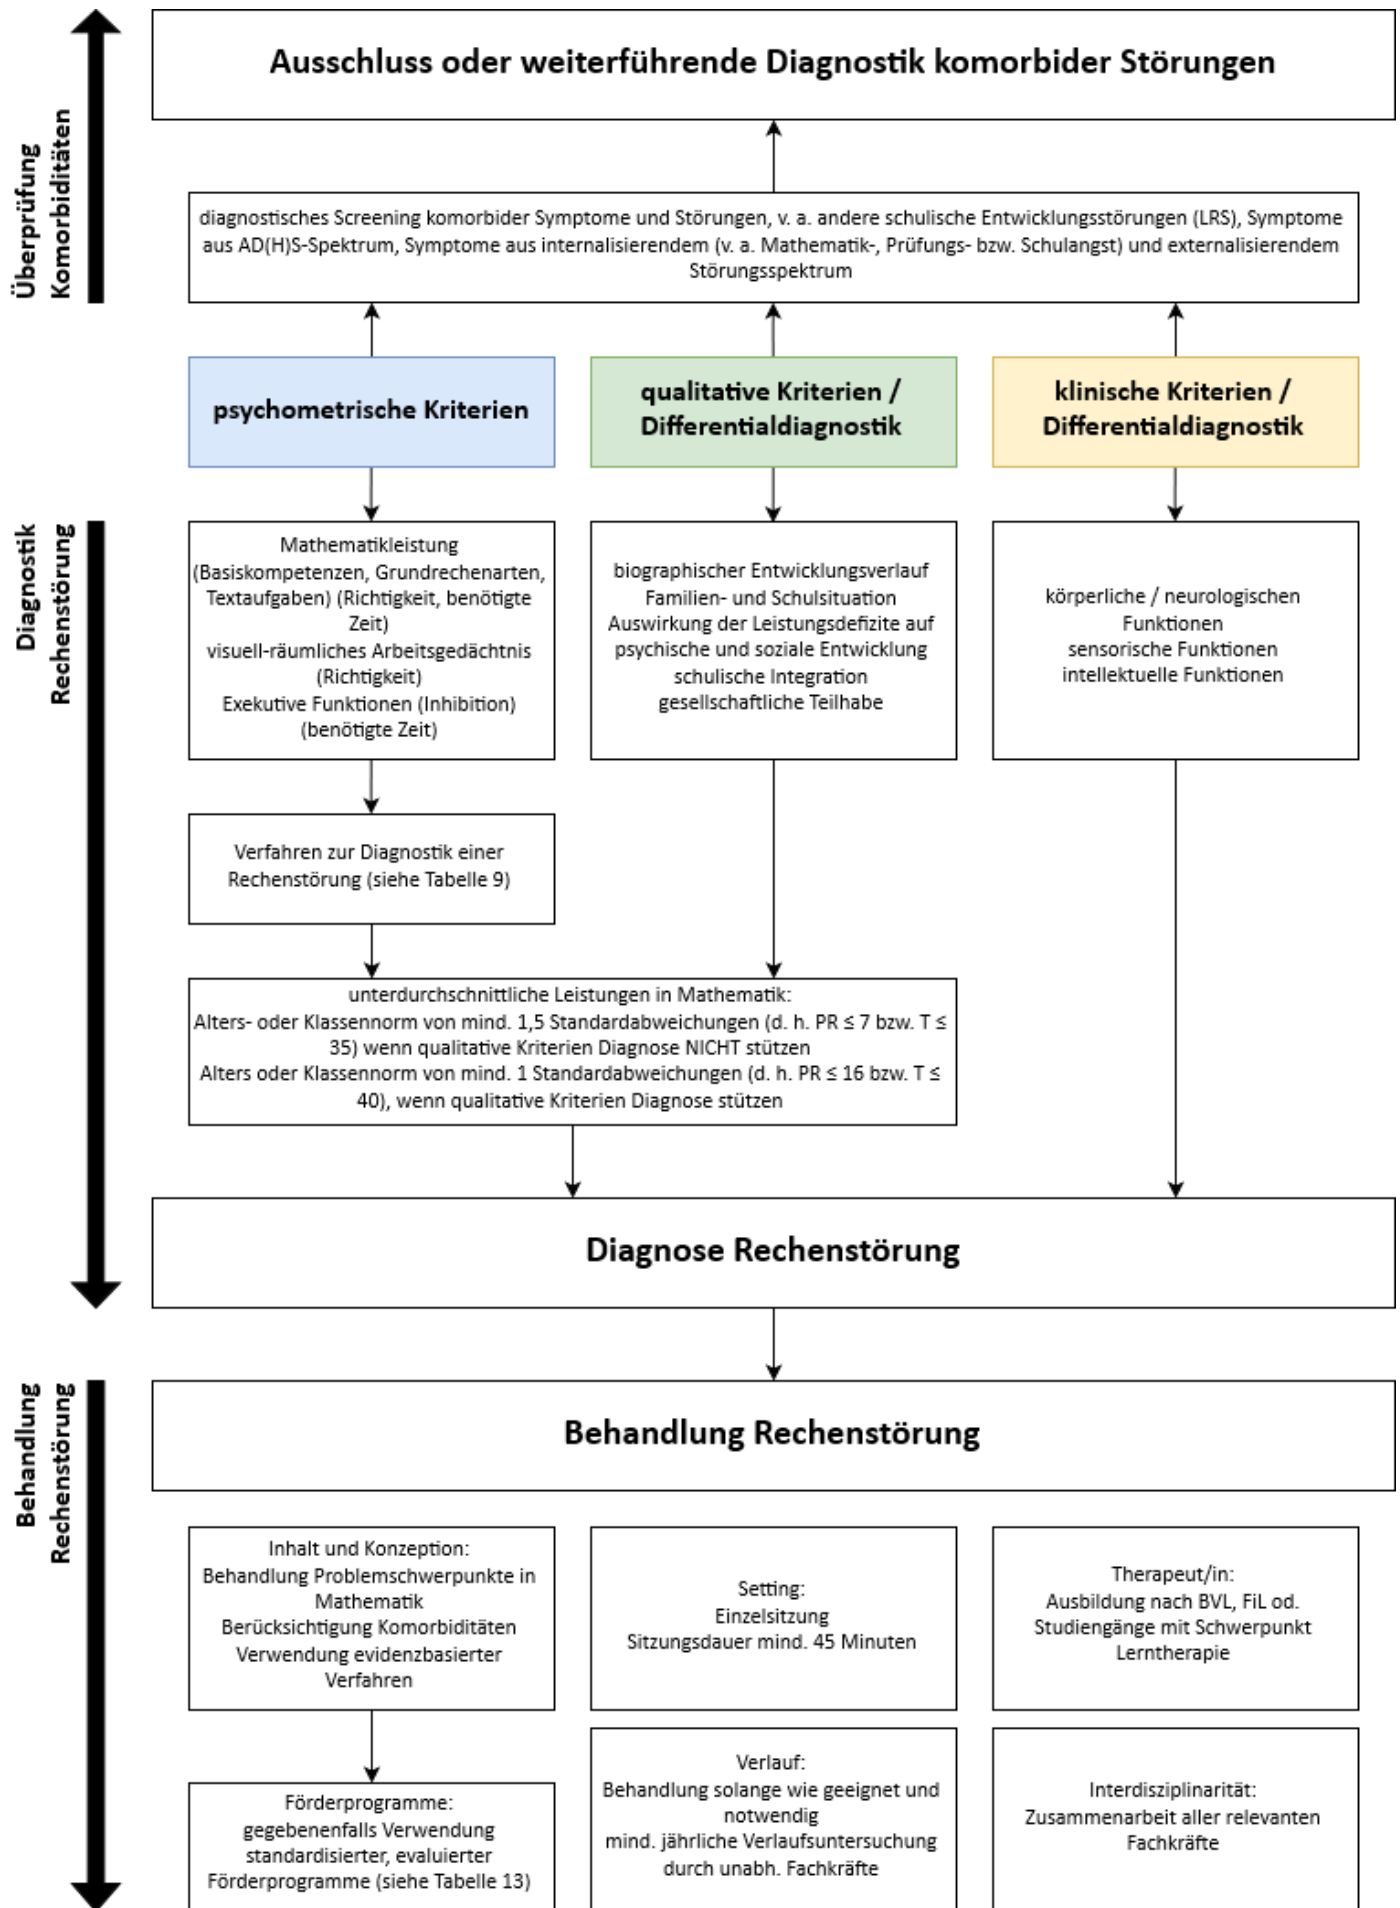 Ausschluss oder weiterführende Diagnostik komorbider Störungen
Überprüfung
Komorbiditäten
diagnostisches Screening komorbider Symptome und Störungen, v. a. andere schulische Entwicklungsstörungen (LRS), Symptome
aus AD(H)S-Spektrum, Symptome aus internalisierendem (v. a. Mathematik-, Prüfungs- bzw. Schulangst) und externalisierendem
Störungsspektrum
psychometrische Kriterien
qualitative Kriterien /
Differentialdiagnostik
klinische Kriterien /
Differentialdiagnostik
Diagnostik
Rechenstörung
Mathematikleistung
(Basiskompetenzen, Grundrechenarten,
Textaufgaben) (Richtigkeit, benötigte
Zeit)
visuell-räumliches Arbeitsgedächtnis
(Richtigkeit)
Exekutive Funktionen (Inhibition)
(benötigte Zeit)
biographischer Entwicklungsverlauf
Familien- und Schulsituation
Auswirkung der Leistungsdefizite auf
psychische und soziale Entwicklung
schulische Integration
gesellschaftliche Teilhabe
körperliche / neurologischen
Funktionen
sensorische Funktionen
intellektuelle Funktionen
Verfahren zur Diagnostik einer
Rechenstörung (siehe Tabelle 9)
unterdurchschnittliche Leistungen in Mathematik:
Alters- oder Klassennorm von mind. 1,5 Standardabweichungen (d. h. PR ≤ 7 bzw. T ≤
35) wenn qualitative Kriterien Diagnose NICHT stützen
Alters oder Klassennorm von mind. 1 Standardabweichungen (d. h. PR ≤ 16 bzw. T ≤
40), wenn qualitative Kriterien Diagnose stützen
Diagnose Rechenstörung
Behandlung
Rechenstörung
Behandlung Rechenstörung
Inhalt und Konzeption:
Behandlung Problemschwerpunkte in
Mathematik
Berücksichtigung Komorbiditäten
Verwendung evidenzbasierter
Verfahren
Setting:
Einzelsitzung
Sitzungsdauer mind. 45 Minuten
Therapeut/in:
Ausbildung nach BVL, FiL od.
Studiengänge mit Schwerpunkt
Lerntherapie
Förderprogramme:
gegebenenfalls Verwendung
standardisierter, evaluierter
Förderprogramme (siehe Tabelle 13)
Verlauf:
Behandlung solange wie geeignet und
notwendig
mind. jährliche Verlaufsuntersuchung
durch unabh. Fachkräfte
Interdisziplinarität:
Zusammenarbeit aller relevanten
Fachkräfte